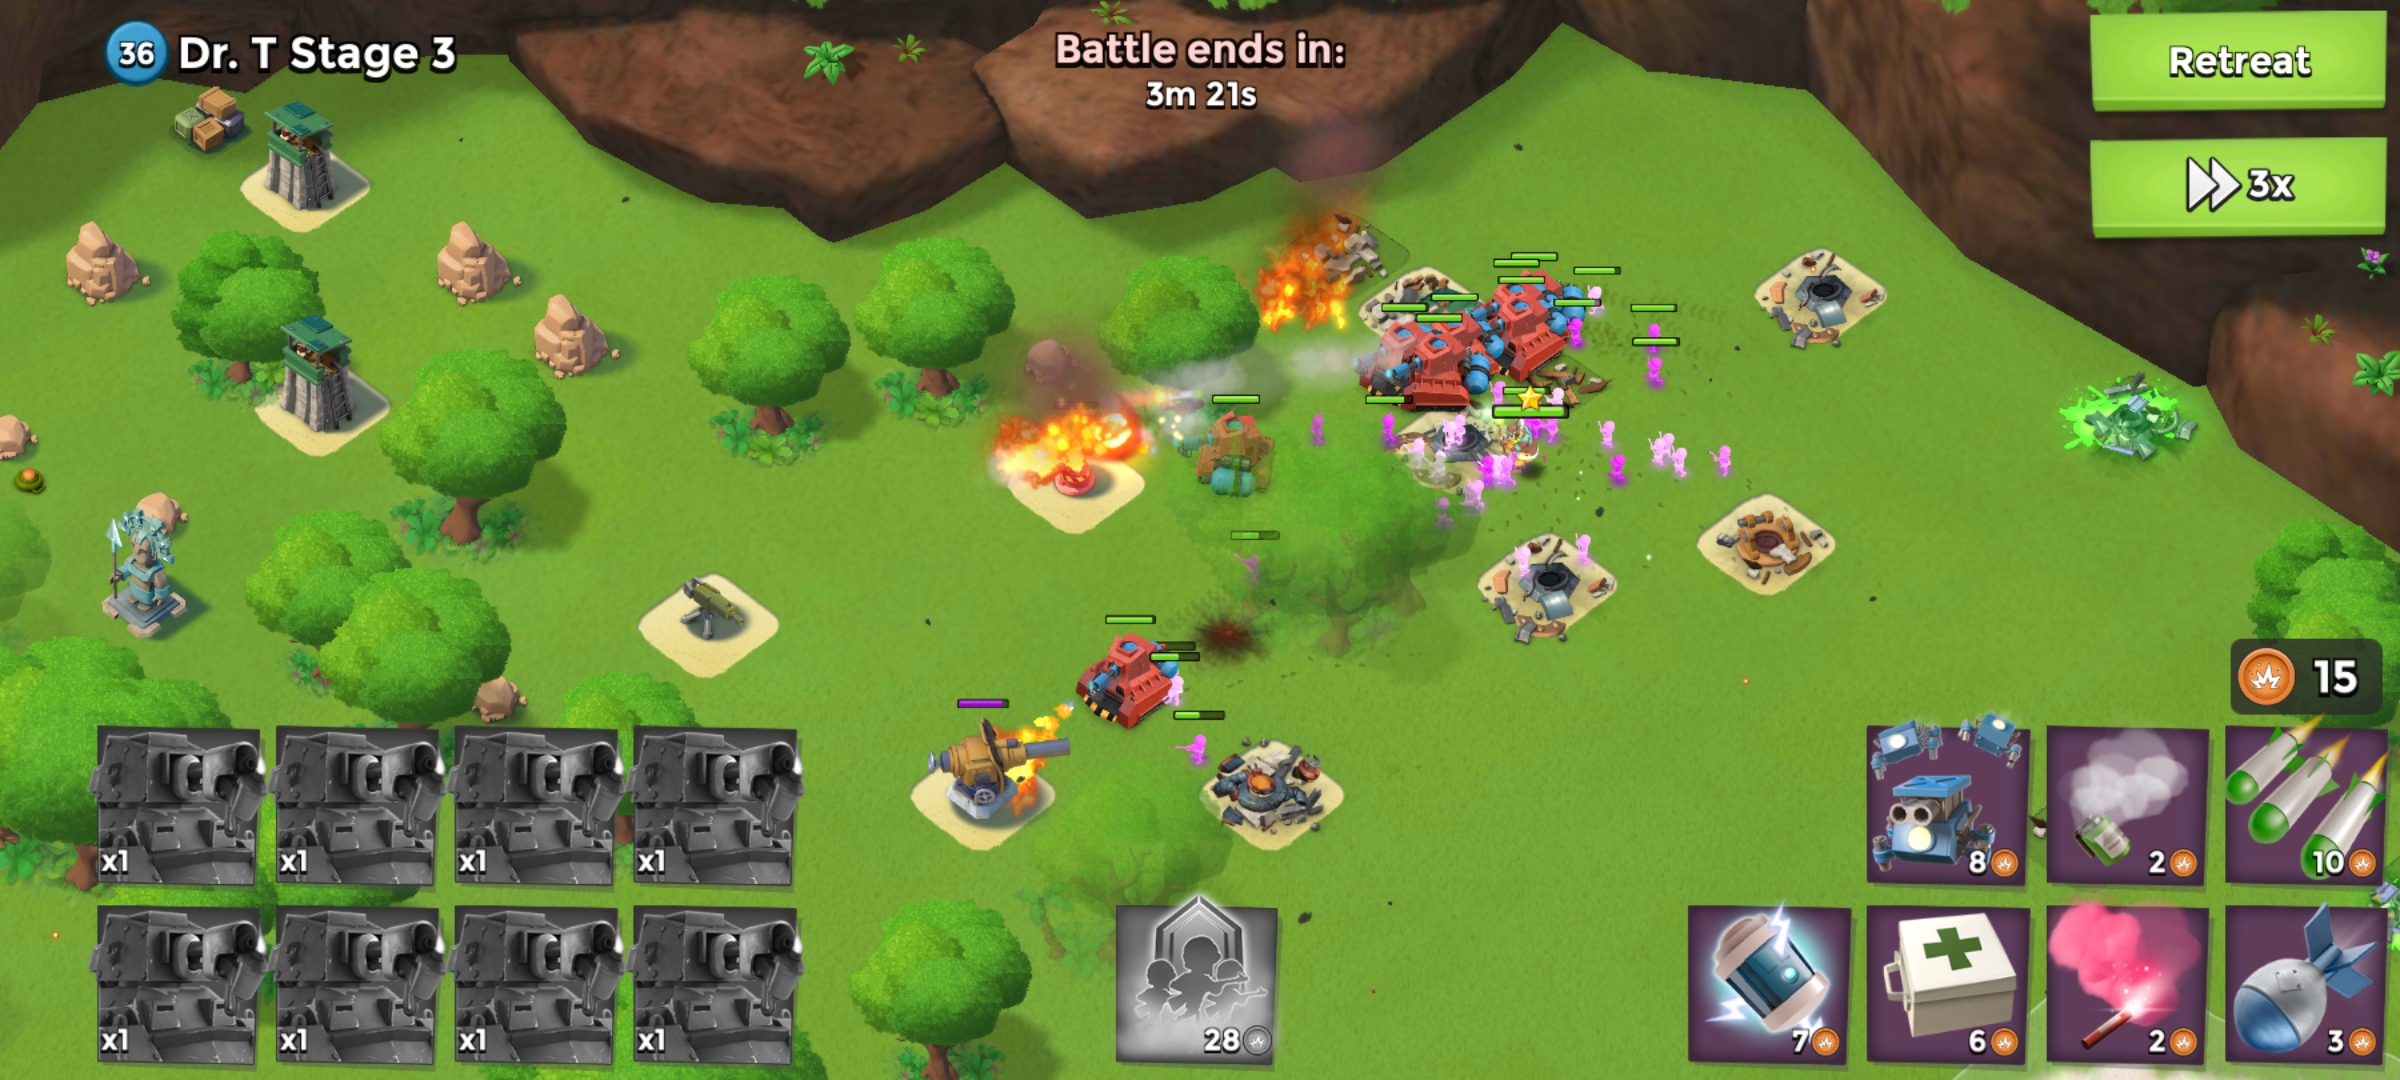 36 Dr. T Stage 3
Battle ends in:
3m 21s
Retreat
3x
15
x1 x1 x1 x1
8 2 10
x1 x1 x1 x1
28
7 6 2 3